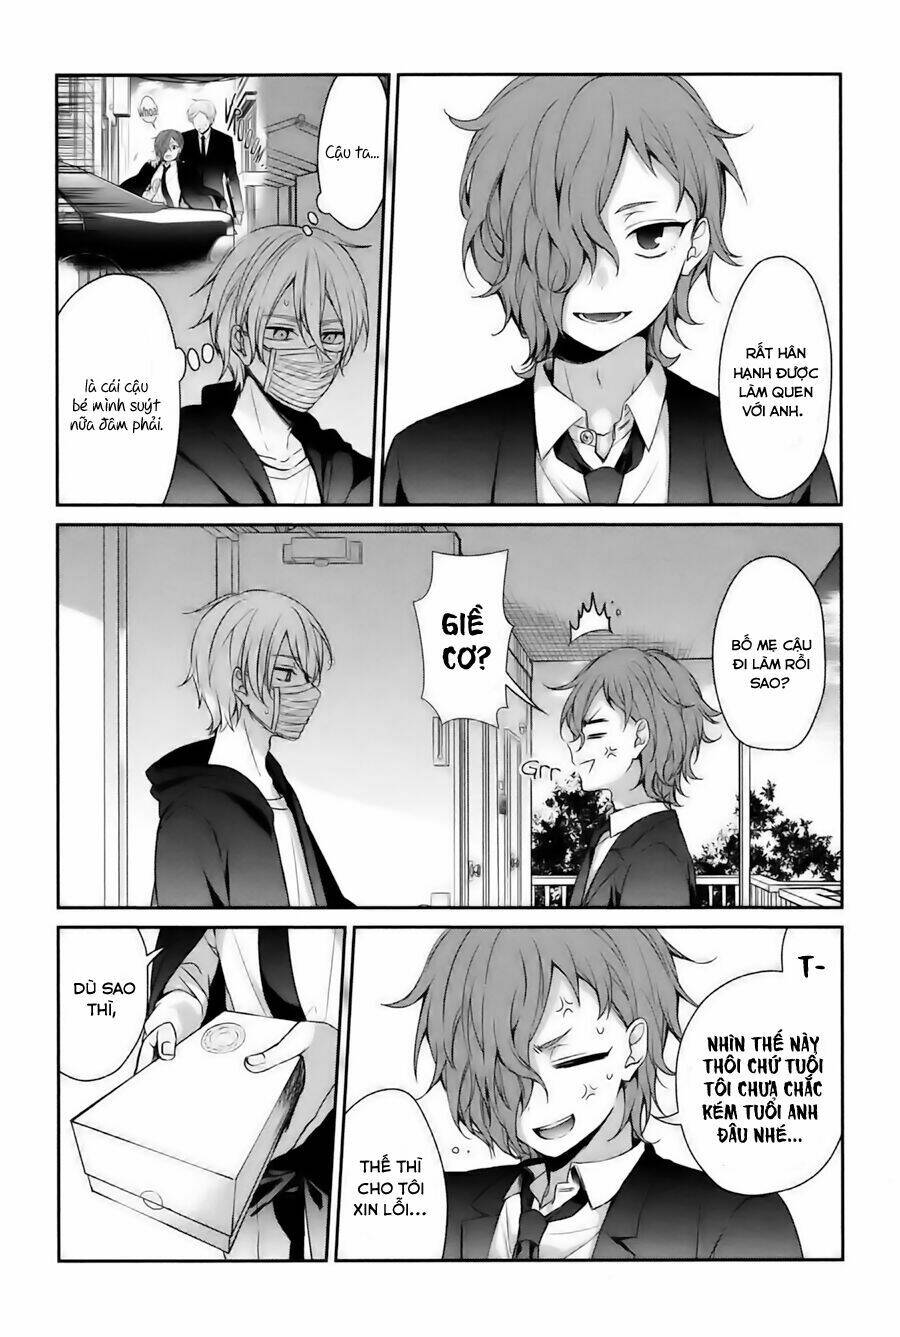 RẤT HÂN
HẠNH ĐƯỢC
LÀM QUEN
VỚI ANH.
Whoa!
VROOOM
Cậu ta...
là cái cậu
bé mình suýt
nữa đâm phải.
BỐ MẸ CẬU
ĐI LÀM RỒI
SAO?
GIỀ
CƠ?
Grr
T-
NHÌN THẾ NÀY
THÔI CHỨ TUỔI
TÔI CHƯA CHẮC
KÉM TUỔI ANH
ĐÂU NHÉ...
THẾ THÌ
CHO TÔI
XIN LỖI...
DÙ SAO
THÌ,